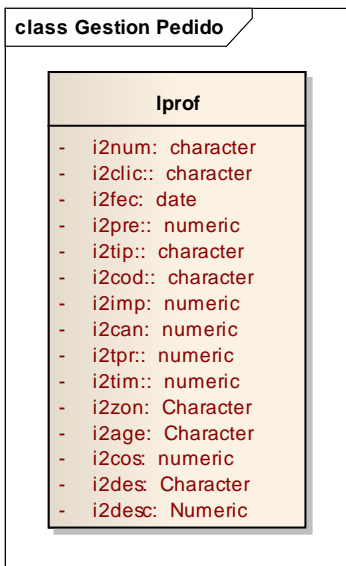 class Gestion Pedido
Iprof
- i2num: character
- i2clic:: character
- i2fec: date
- i2pre:: numeric
- i2tip:: character
- i2cod:: character
- i2imp: numeric
- i2can: numeric
- i2tpr:: numeric
- i2tim:: numeric
- i2zon: Character
- i2age: Character
- i2cos: numeric
- i2des: Character
- i2desc: Numeric